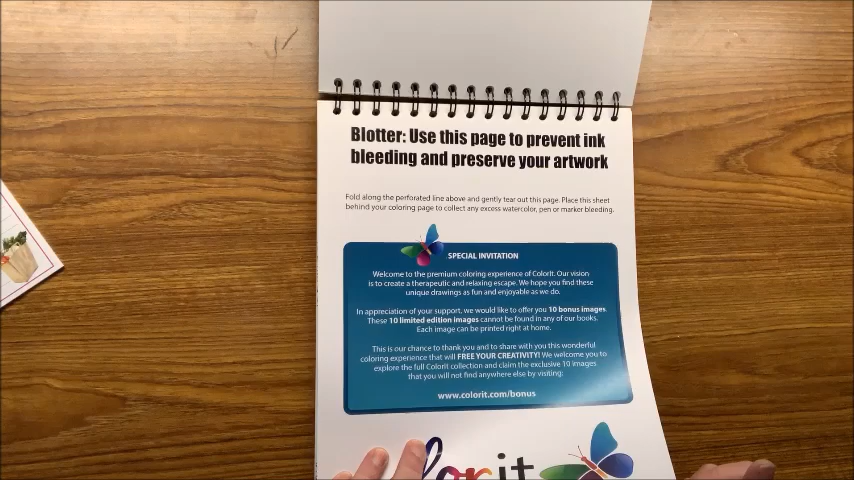 Blotter: Use this page to prevent ink
bleeding and preserve your artwork
Fold along the perforated line above and gently tear out this page. Place this sheet
behind your coloring page to collect any excess watercolor, pen or marker bleeding.
SPECIAL INVITATION
Welcome to the premium coloring experience of ColorIt. Our vision
is to create a therapeutic and relaxing escape. We hope you find these
unique drawings as fun and enjoyable as we do.
In appreciation of your support, we would like to offer you 10 bonus images.
These 10 limited edition images cannot be found in any of our books.
Each image can be printed right at home.
This is our chance to thank you and to share with you this wonderful
coloring experience that will FREE YOUR CREATIVITY! We welcome you to
explore the full ColorIt collection and claim the exclusive 10 images
that you will not find anywhere else by visiting:
www.colorit.com/bonus
lorit